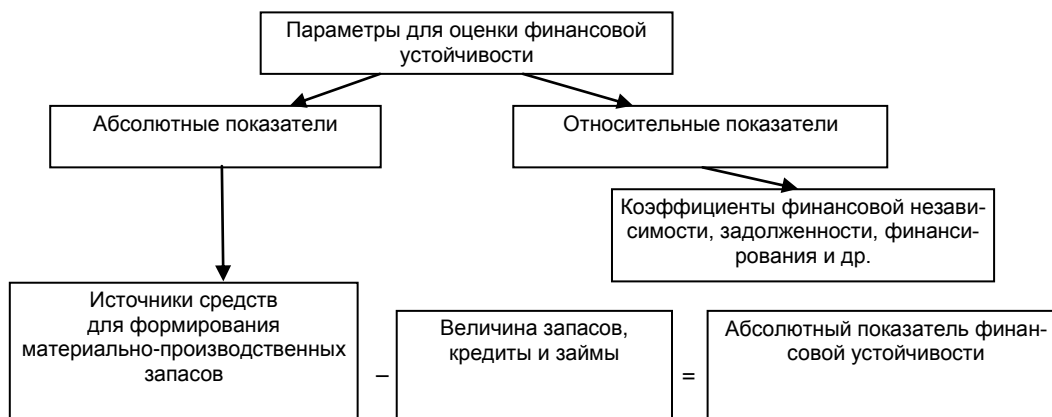 Параметры для оценки финансовой
устойчивости
Абсолютные показатели
Относительные показатели
Коэффициенты финансовой незави-
симости, задолженности, финанси-
рования и др.
Источники средств
для формирования
материально-производственных
запасов
–
Величина запасов,
кредиты и займы
=
Абсолютный показатель финан-
совой устойчивости